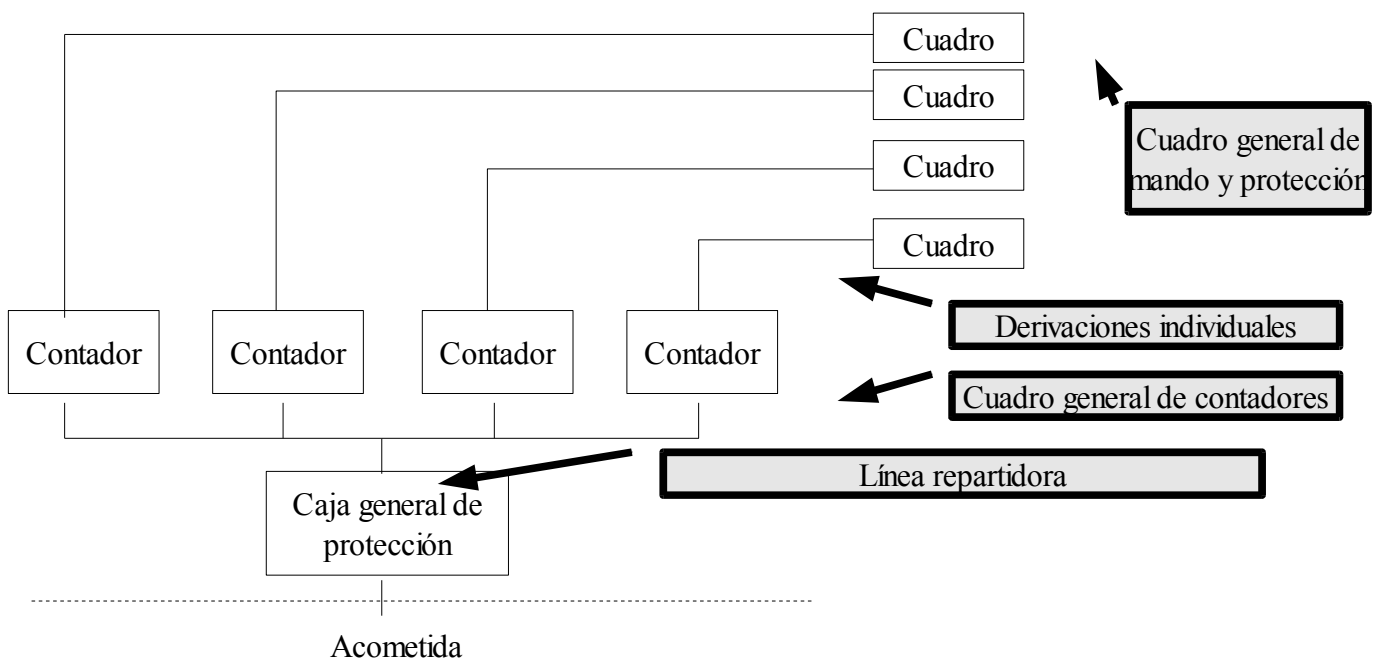 Cuadro
Cuadro
Cuadro general de
mando y protección
Cuadro
Cuadro
Derivaciones individuales
Contador
Contador
Contador
Contador
Cuadro general de contadores
Línea repartidora
Caja general de
protección
Acometida